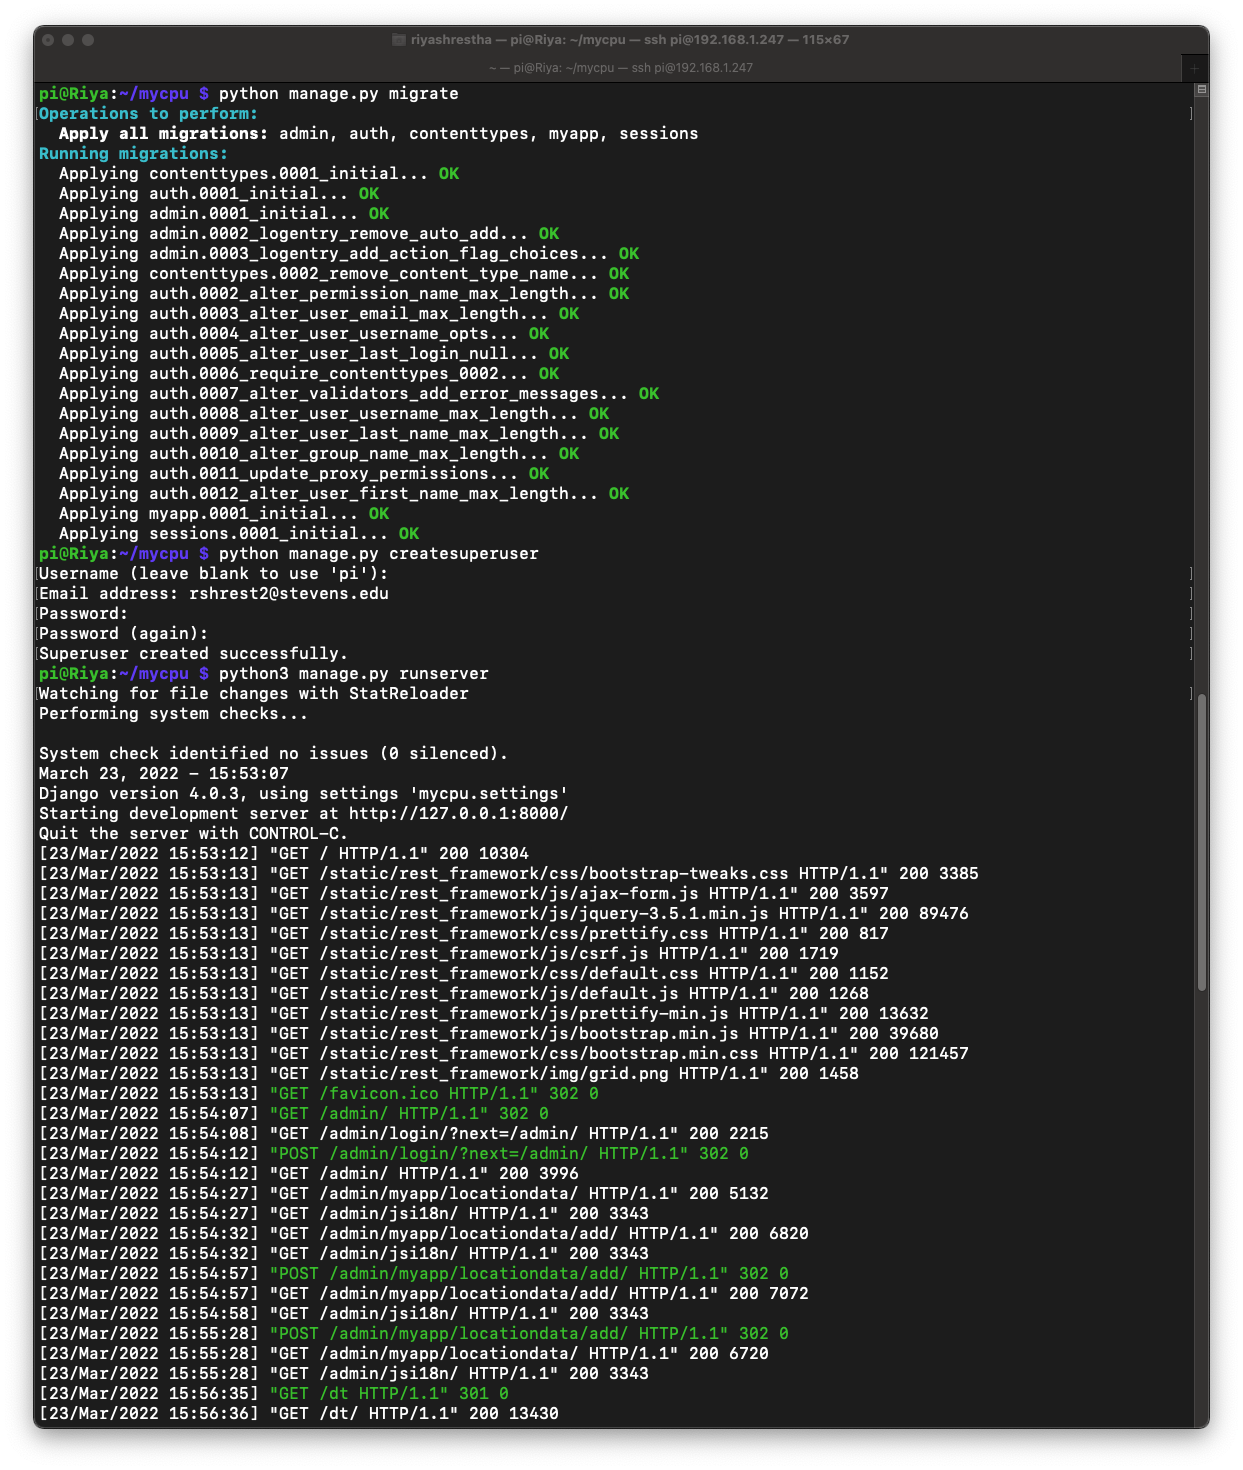 riyashrestha — pi@Riya: ~/mycpu — ssh pi@192.168.1.247 — 115×67
~ — pi@Riya: ~/mycpu — ssh pi@192.168.1.247
pi@Riya:~/mycpu $ python manage.py migrate
[Operations to perform: ]
  Apply all migrations: admin, auth, contenttypes, myapp, sessions
Running migrations:
  Applying contenttypes.0001_initial... OK
  Applying auth.0001_initial... OK
  Applying admin.0001_initial... OK
  Applying admin.0002_logentry_remove_auto_add... OK
  Applying admin.0003_logentry_add_action_flag_choices... OK
  Applying contenttypes.0002_remove_content_type_name... OK
  Applying auth.0002_alter_permission_name_max_length... OK
  Applying auth.0003_alter_user_email_max_length... OK
  Applying auth.0004_alter_user_username_opts... OK
  Applying auth.0005_alter_user_last_login_null... OK
  Applying auth.0006_require_contenttypes_0002... OK
  Applying auth.0007_alter_validators_add_error_messages... OK
  Applying auth.0008_alter_user_username_max_length... OK
  Applying auth.0009_alter_user_last_name_max_length... OK
  Applying auth.0010_alter_group_name_max_length... OK
  Applying auth.0011_update_proxy_permissions... OK
  Applying auth.0012_alter_user_first_name_max_length... OK
  Applying myapp.0001_initial... OK
  Applying sessions.0001_initial... OK
pi@Riya:~/mycpu $ python manage.py createsuperuser
[Username (leave blank to use 'pi'): ]
[Email address: rshrest2@stevens.edu ]
[Password: ]
[Password (again): ]
[Superuser created successfully. ]
pi@Riya:~/mycpu $ python3 manage.py runserver
[Watching for file changes with StatReloader ]
Performing system checks...
System check identified no issues (0 silenced).
March 23, 2022 - 15:53:07
Django version 4.0.3, using settings 'mycpu.settings'
Starting development server at http://127.0.0.1:8000/
Quit the server with CONTROL-C.
[23/Mar/2022 15:53:12] "GET / HTTP/1.1" 200 10304
[23/Mar/2022 15:53:13] "GET /static/rest_framework/css/bootstrap-tweaks.css HTTP/1.1" 200 3385
[23/Mar/2022 15:53:13] "GET /static/rest_framework/js/ajax-form.js HTTP/1.1" 200 3597
[23/Mar/2022 15:53:13] "GET /static/rest_framework/js/jquery-3.5.1.min.js HTTP/1.1" 200 89476
[23/Mar/2022 15:53:13] "GET /static/rest_framework/css/prettify.css HTTP/1.1" 200 817
[23/Mar/2022 15:53:13] "GET /static/rest_framework/js/csrf.js HTTP/1.1" 200 1719
[23/Mar/2022 15:53:13] "GET /static/rest_framework/css/default.css HTTP/1.1" 200 1152
[23/Mar/2022 15:53:13] "GET /static/rest_framework/js/default.js HTTP/1.1" 200 1268
[23/Mar/2022 15:53:13] "GET /static/rest_framework/js/prettify-min.js HTTP/1.1" 200 13632
[23/Mar/2022 15:53:13] "GET /static/rest_framework/js/bootstrap.min.js HTTP/1.1" 200 39680
[23/Mar/2022 15:53:13] "GET /static/rest_framework/css/bootstrap.min.css HTTP/1.1" 200 121457
[23/Mar/2022 15:53:13] "GET /static/rest_framework/img/grid.png HTTP/1.1" 200 1458
[23/Mar/2022 15:53:13] "GET /favicon.ico HTTP/1.1" 302 0
[23/Mar/2022 15:54:07] "GET /admin/ HTTP/1.1" 302 0
[23/Mar/2022 15:54:08] "GET /admin/login/?next=/admin/ HTTP/1.1" 200 2215
[23/Mar/2022 15:54:12] "POST /admin/login/?next=/admin/ HTTP/1.1" 302 0
[23/Mar/2022 15:54:12] "GET /admin/ HTTP/1.1" 200 3996
[23/Mar/2022 15:54:27] "GET /admin/myapp/locationdata/ HTTP/1.1" 200 5132
[23/Mar/2022 15:54:27] "GET /admin/jsi18n/ HTTP/1.1" 200 3343
[23/Mar/2022 15:54:32] "GET /admin/myapp/locationdata/add/ HTTP/1.1" 200 6820
[23/Mar/2022 15:54:32] "GET /admin/jsi18n/ HTTP/1.1" 200 3343
[23/Mar/2022 15:54:57] "POST /admin/myapp/locationdata/add/ HTTP/1.1" 302 0
[23/Mar/2022 15:54:57] "GET /admin/myapp/locationdata/add/ HTTP/1.1" 200 7072
[23/Mar/2022 15:54:58] "GET /admin/jsi18n/ HTTP/1.1" 200 3343
[23/Mar/2022 15:55:28] "POST /admin/myapp/locationdata/add/ HTTP/1.1" 302 0
[23/Mar/2022 15:55:28] "GET /admin/myapp/locationdata/ HTTP/1.1" 200 6720
[23/Mar/2022 15:55:28] "GET /admin/jsi18n/ HTTP/1.1" 200 3343
[23/Mar/2022 15:56:35] "GET /dt HTTP/1.1" 301 0
[23/Mar/2022 15:56:36] "GET /dt/ HTTP/1.1" 200 13430